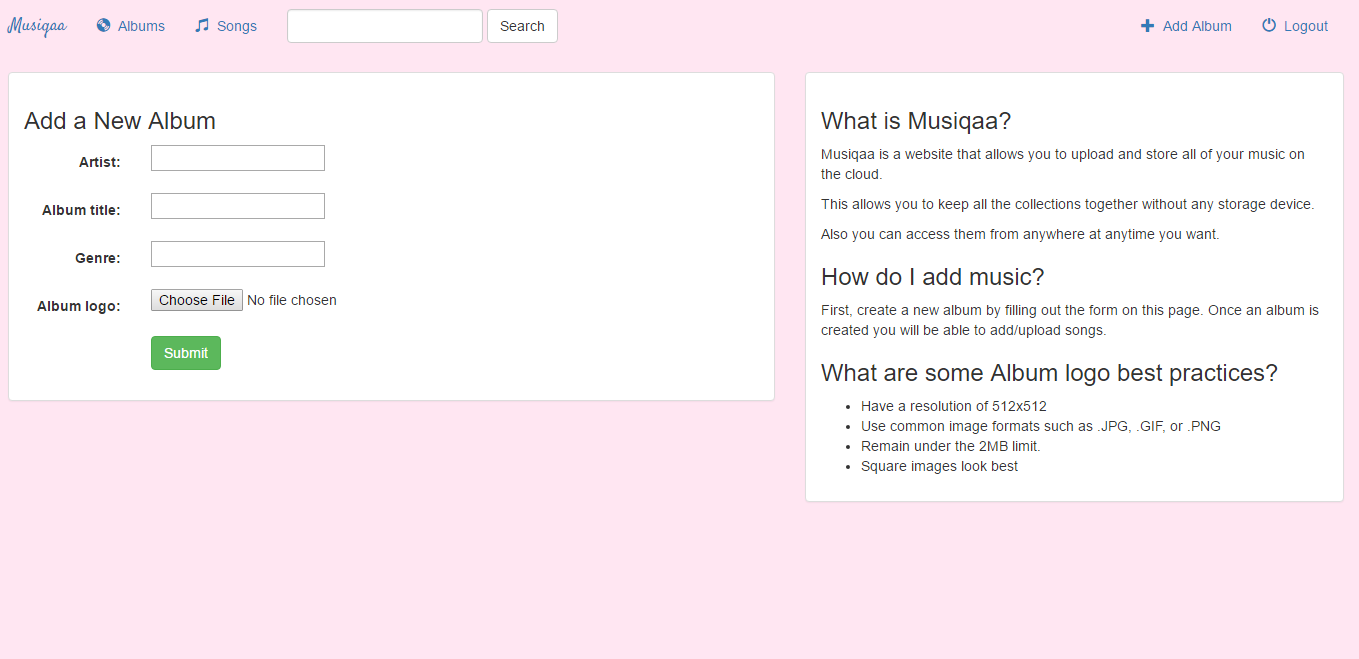 Musiqaa Albums Songs Search Add Album Logout
Add a New Album
Artist:
Album title:
Genre:
Album logo: Choose File No file chosen
Submit
What is Musiqaa?
Musiqaa is a website that allows you to upload and store all of your music on
the cloud.
This allows you to keep all the collections together without any storage device.
Also you can access them from anywhere at anytime you want.
How do I add music?
First, create a new album by filling out the form on this page. Once an album is
created you will be able to add/upload songs.
What are some Album logo best practices?
• Have a resolution of 512x512
• Use common image formats such as .JPG, .GIF, or .PNG
• Remain under the 2MB limit.
• Square images look best